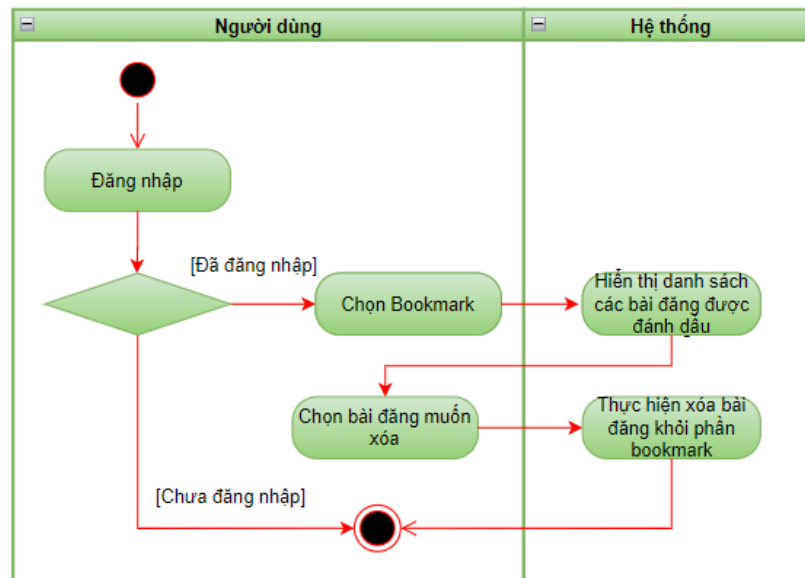 Người dùng
Hệ thống
Đăng nhập
[Đã đăng nhập]
Chọn Bookmark
Hiển thị danh sách
các bài đăng được
đánh dấu
Chọn bài đăng muốn
xóa
Thực hiện xóa bài
đăng khỏi phần
bookmark
[Chưa đăng nhập]